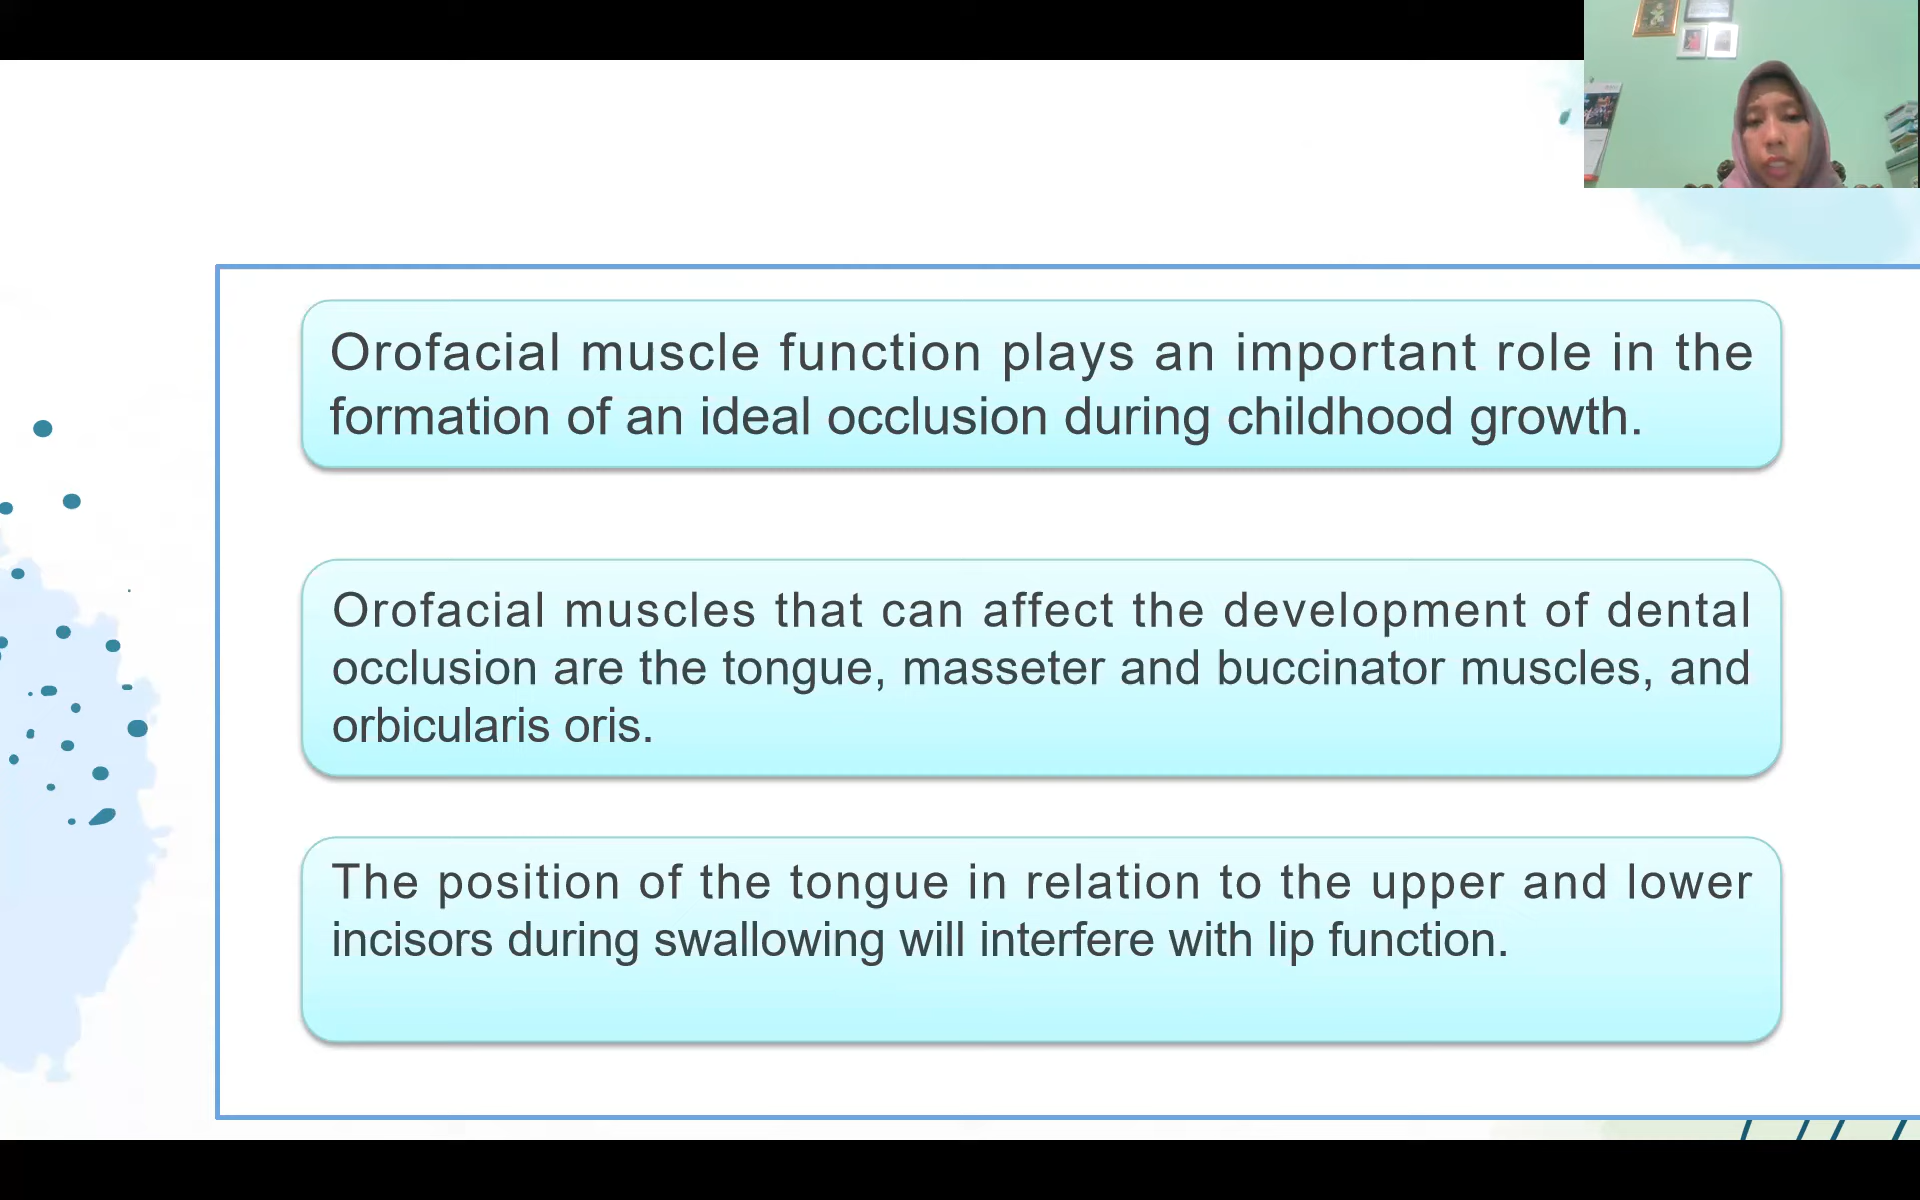 Orofacial muscle function plays an important role in the
formation of an ideal occlusion during childhood growth.
Orofacial muscles that can affect the development of dental
occlusion are the tongue, masseter and buccinator muscles, and
orbicularis oris.
The position of the tongue in relation to the upper and lower
incisors during swallowing will interfere with lip function.